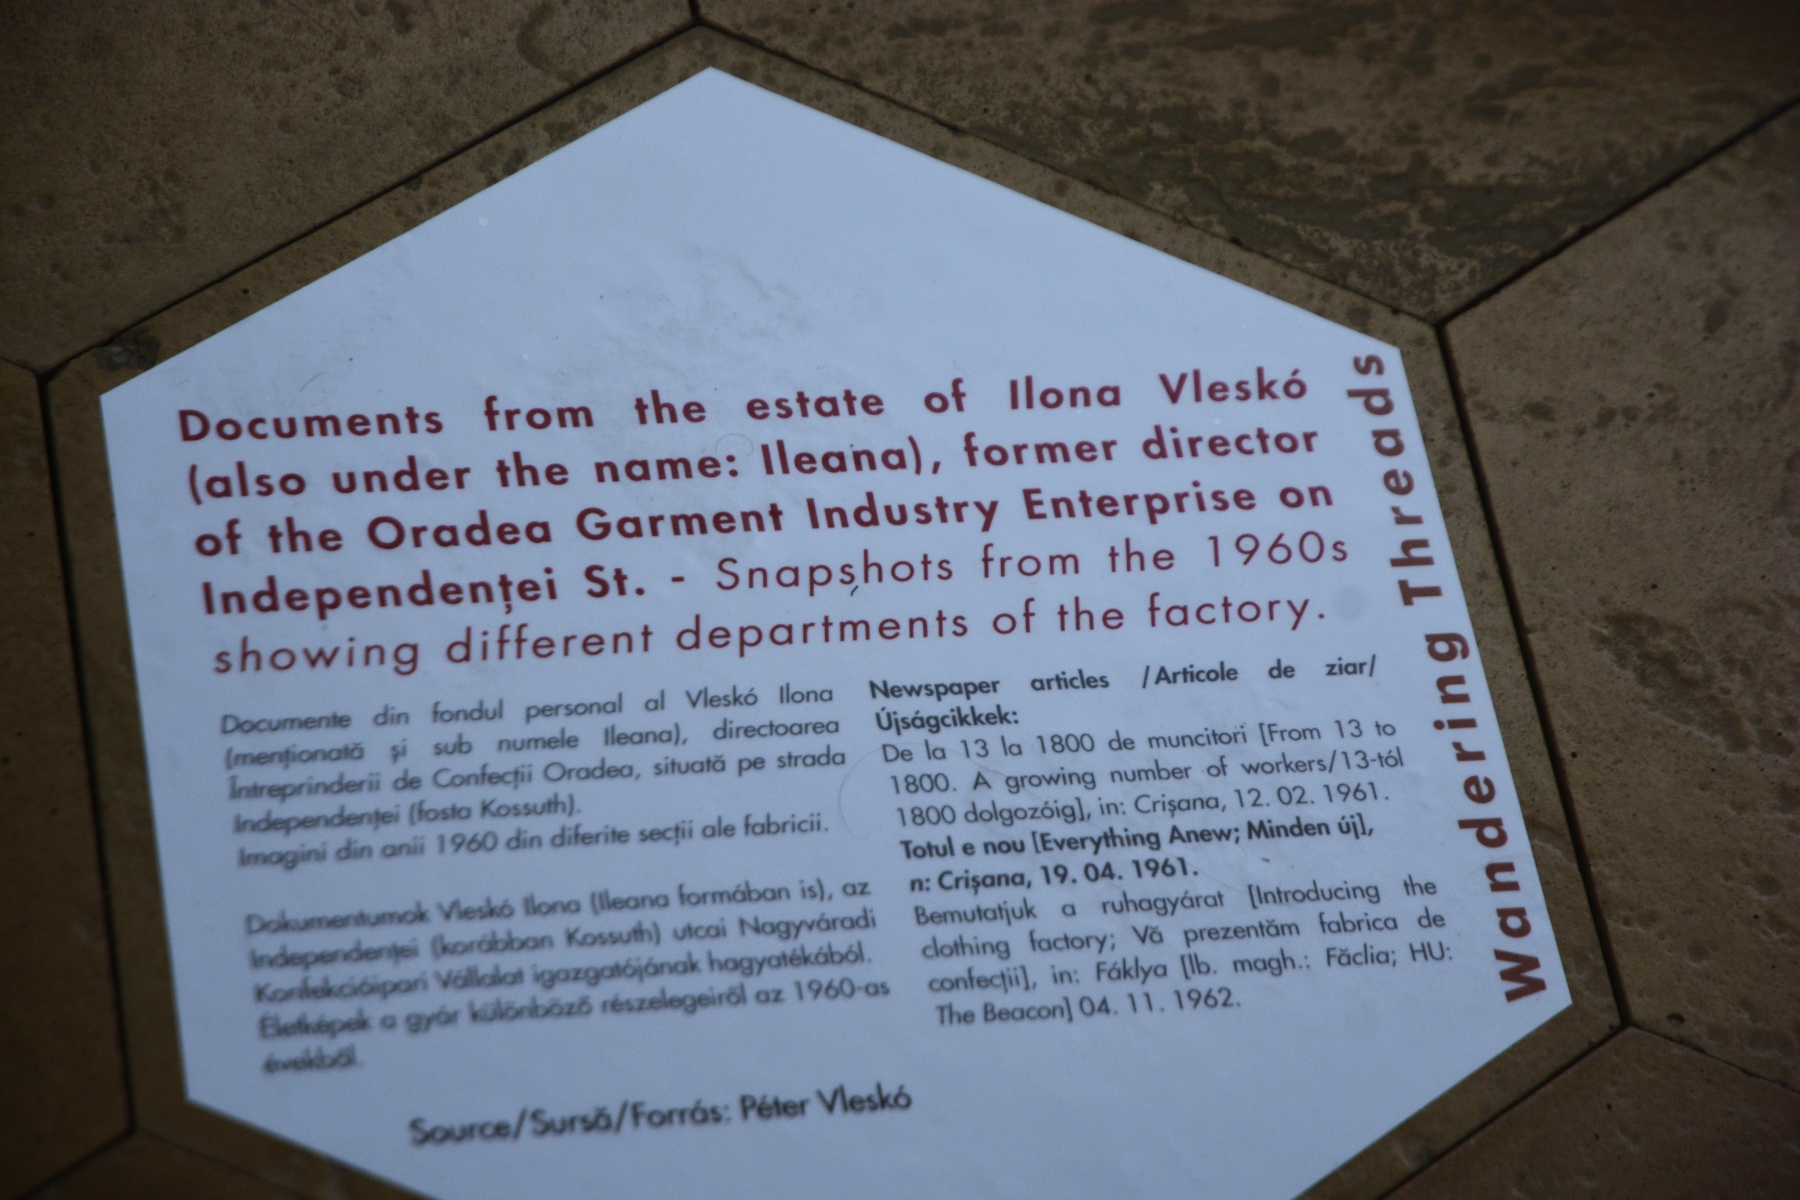 Documents from the estate of Ilona Vleskó
(also under the name: Ileana), former director
of the Oradea Garment Industry Enterprise on
Independenței St. - Snapshots from the 1960s
showing different departments of the factory.
Documente din fondul personal al Vleskó Ilona
(menționată și sub numele Ileana), directoarea
Întreprinderii de Confecții Oradea, situată pe strada
Independenței (fosta Kossuth).
Imagini din anii 1960 din diferite secții ale fabricii.
Dokumentumok Vleskó Ilona (Ileana formában is), az
Independenței (korábban Kossuth) utcai Nagyváradi
Konfekcióipari Vállalat igazgatójának hagyatékából.
Életképek a gyár különböző részelegeiről az 1960-as
évekből.
Newspaper articles /Articole de ziar/
Újságcikkek:
De la 13 la 1800 de muncitori [From 13 to
1800. A growing number of workers/13-tól
1800 dolgozóig], in: Crișana, 12. 02. 1961.
Totul e nou [Everything Anew; Minden új],
n: Crișana, 19. 04. 1961.
Bemutatjuk a ruhagyárat [Introducing the
clothing factory; Vă prezentăm fabrica de
confecții], in: Fáklya [lb. magh.: Făclia; HU:
The Beacon] 04. 11. 1962.
Source/Sursă/Forrás: Péter Vleskó
Wandering Threads